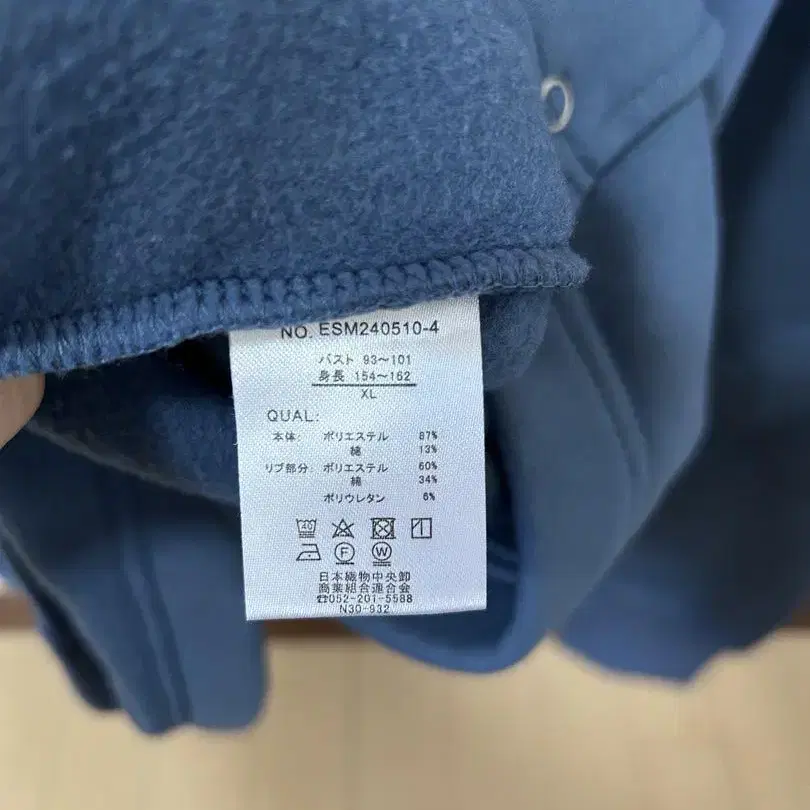 NO. ESM240510-4
バスト 93〜101
身長 154〜162
XL
QUAL:
本体: ポリエステル 87%
綿 13%
リブ部分: ポリエステル 60%
綿 34%
ポリウレタン 6%
40
F W
日本織物中央卸
商業組合連合会
☎052-201-5588
N30-932